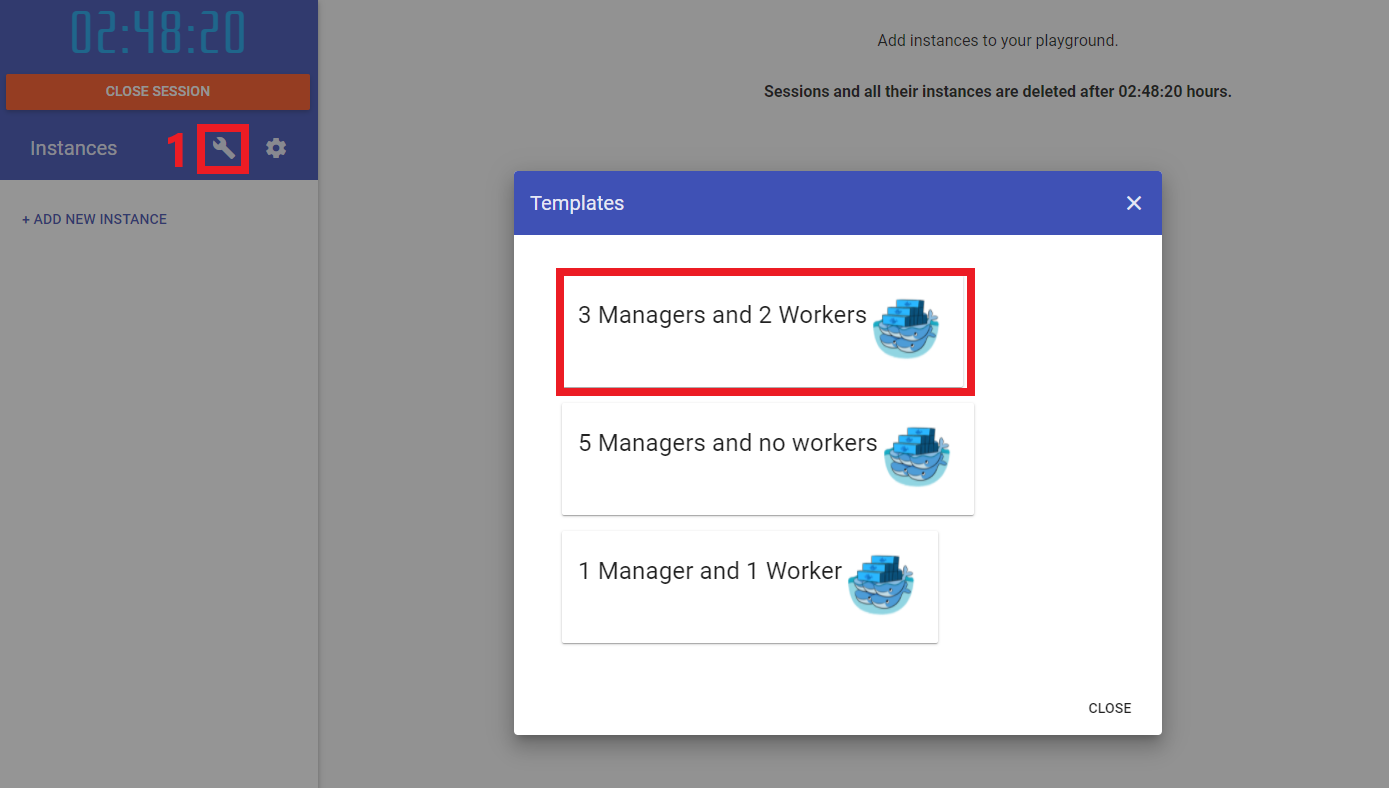 02:48:20
CLOSE SESSION
Instances
1
+ ADD NEW INSTANCE
Add instances to your playground.
Sessions and all their instances are deleted after 02:48:20 hours.
Templates
3 Managers and 2 Workers
5 Managers and no workers
1 Manager and 1 Worker
CLOSE